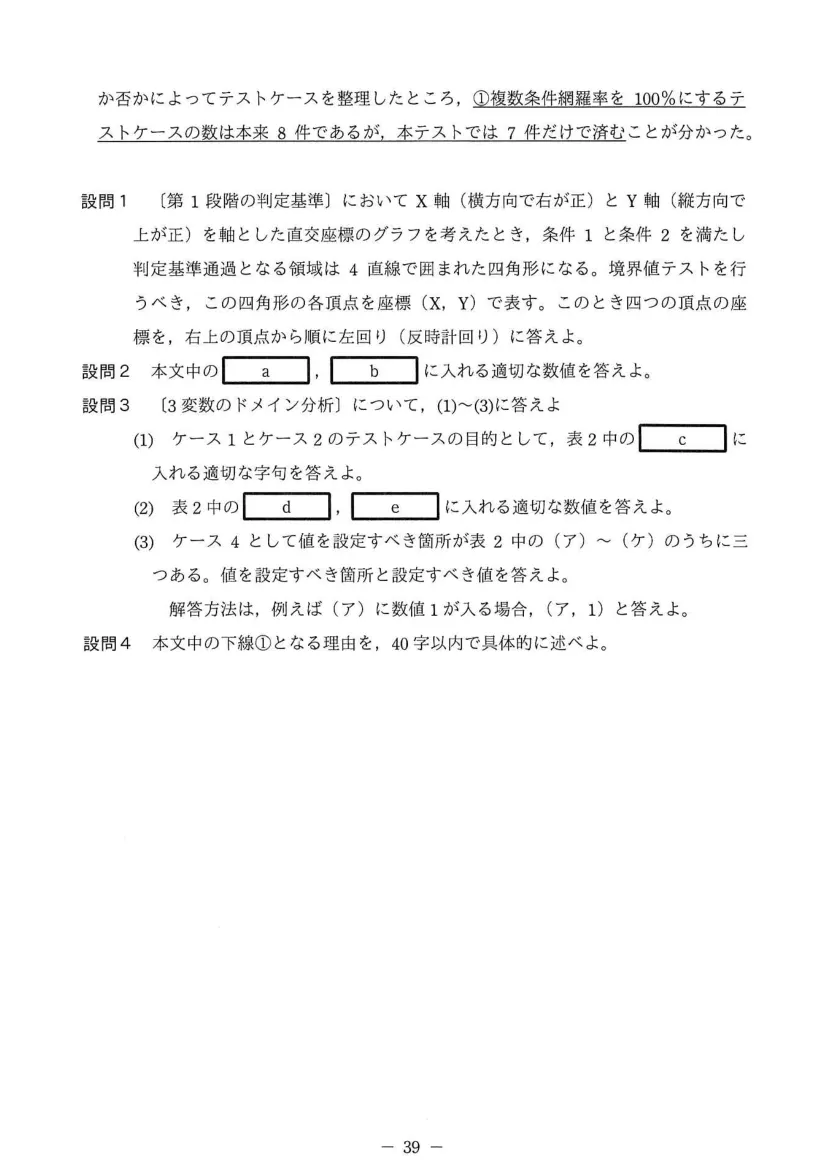 か否かによってテストケースを整理したところ，①複数条件網羅率を 100％にするテ
ストケースの数は本来 8 件であるが，本テストでは 7 件だけで済むことが分かった。
設問1 〔第 1 段階の判定基準〕において X 軸（横方向で右が正）と Y 軸（縦方向で
上が正）を軸とした直交座標のグラフを考えたとき，条件 1 と条件 2 を満たし
判定基準通過となる領域は 4 直線で囲まれた四角形になる。境界値テストを行
うべき，この四角形の各頂点を座標（X，Y）で表す。このとき四つの頂点の座
標を，右上の頂点から順に左回り（反時計回り）に答えよ。
設問2 本文中の a ， b に入れる適切な数値を答えよ。
設問3 〔3 変数のドメイン分析〕について，(1)～(3)に答えよ
(1) ケース 1 とケース 2 のテストケースの目的として，表 2 中の c に
入れる適切な字句を答えよ。
(2) 表 2 中の d ， e に入れる適切な数値を答えよ。
(3) ケース 4 として値を設定すべき箇所が表 2 中の（ア）～（ケ）のうちに三
つある。値を設定すべき箇所と設定すべき値を答えよ。
解答方法は，例えば（ア）に数値 1 が入る場合，（ア，1）と答えよ。
設問4 本文中の下線①となる理由を，40 字以内で具体的に述べよ。
－ 39 －